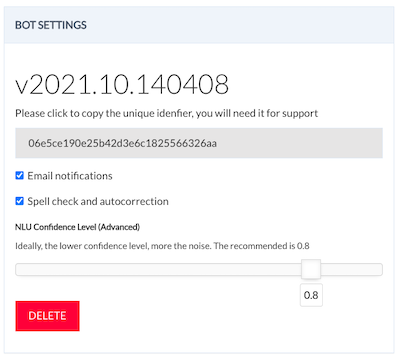 BOT SETTINGS
v2021.10.140408
Please click to copy the unique idenfier, you will need it for support
06e5ce190e25b42d3e6c1825566326aa
Email notifications
Spell check and autocorrection
NLU Confidence Level (Advanced)
Ideally, the lower confidence level, more the noise. The recommended is 0.8
0.8
DELETE